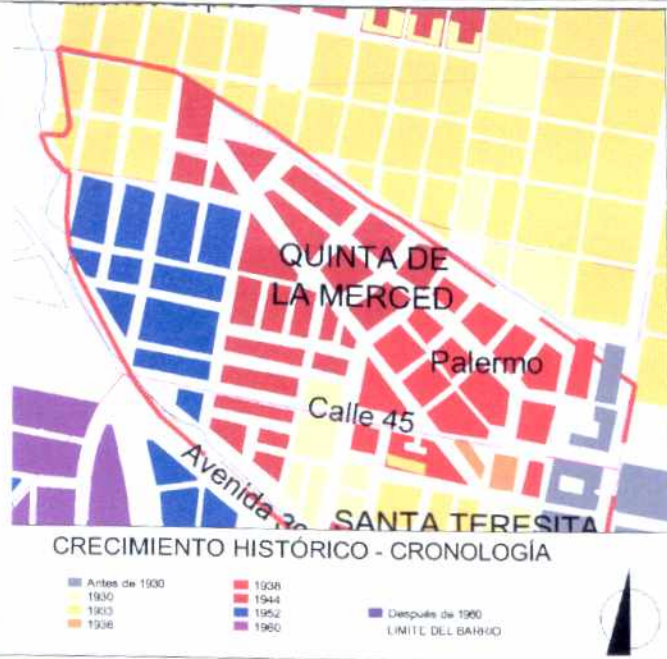 QUINTA DE
LA MERCED
Palermo
Calle 45
Avenida
SANTA TERESITA
CRECIMIENTO HISTÓRICO - CRONOLOGÍA
Antes de 1930
1930
1933
1936
1938
1944
1952
1960
Después de 1960
LIMITE DEL BARRIO